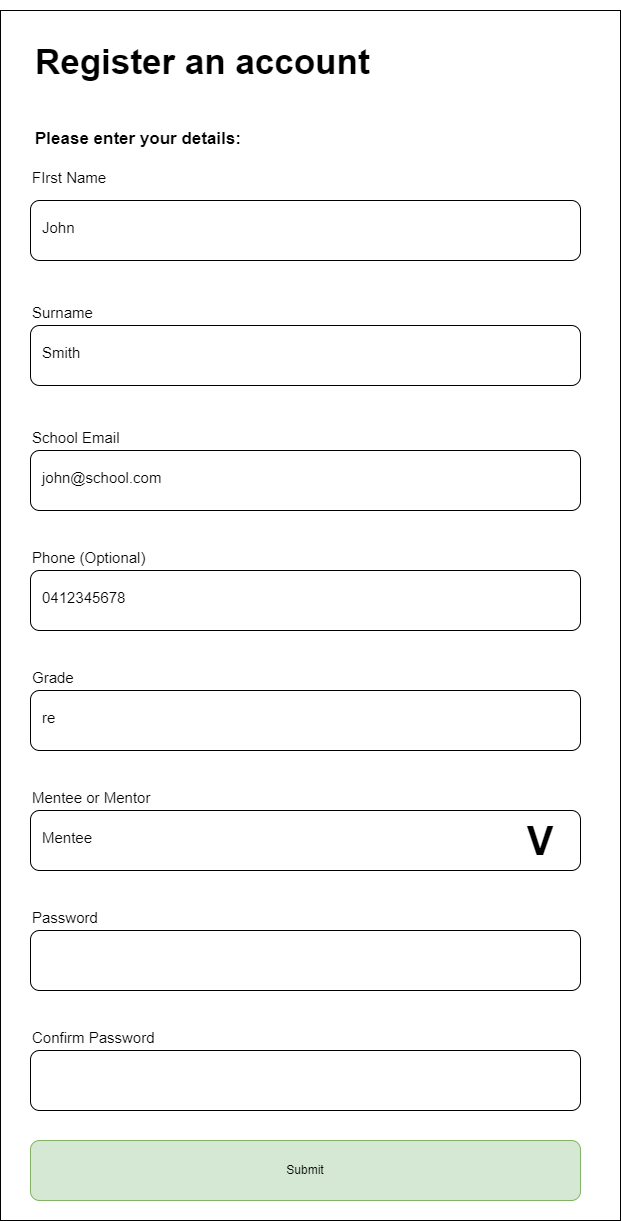 Register an account
Please enter your details:
FIrst Name
John
Surname
Smith
School Email
john@school.com
Phone (Optional)
0412345678
Grade
re
Mentee or Mentor
Mentee V
Password
Confirm Password
Submit